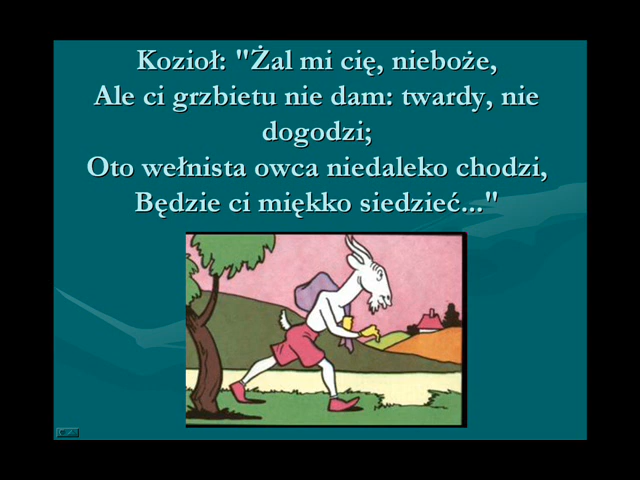 Kozioł: "Żal mi cię, nieboże,
Ale ci grzbietu nie dam: twardy, nie
dogodzi;
Oto wełnista owca niedaleko chodzi,
Będzie ci miękko siedzieć..."